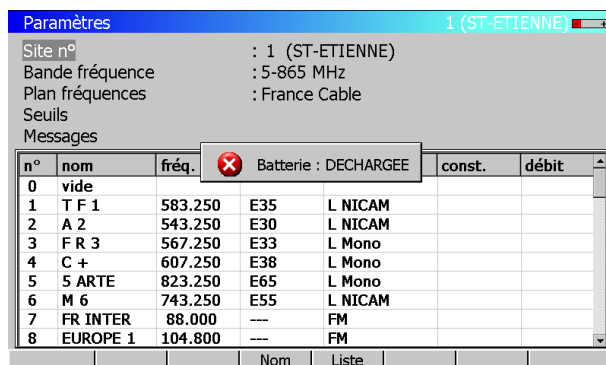 Paramètres 1 (ST-ETIENNE) - +
Site nº : 1 (ST-ETIENNE)
Bande fréquence : 5-865 MHz
Plan fréquences : France Cable
Seuils
Messages
Batterie : DECHARGEE
n° nom fréq. const. débit
0 vide
1 T F 1 583.250 E35 L NICAM
2 A 2 543.250 E30 L NICAM
3 F R 3 567.250 E33 L Mono
4 C + 607.250 E38 L Mono
5 5 ARTE 823.250 E65 L Mono
6 M 6 743.250 E55 L NICAM
7 FR INTER 88.000 --- FM
8 EUROPE 1 104.800 --- FM
Nom Liste